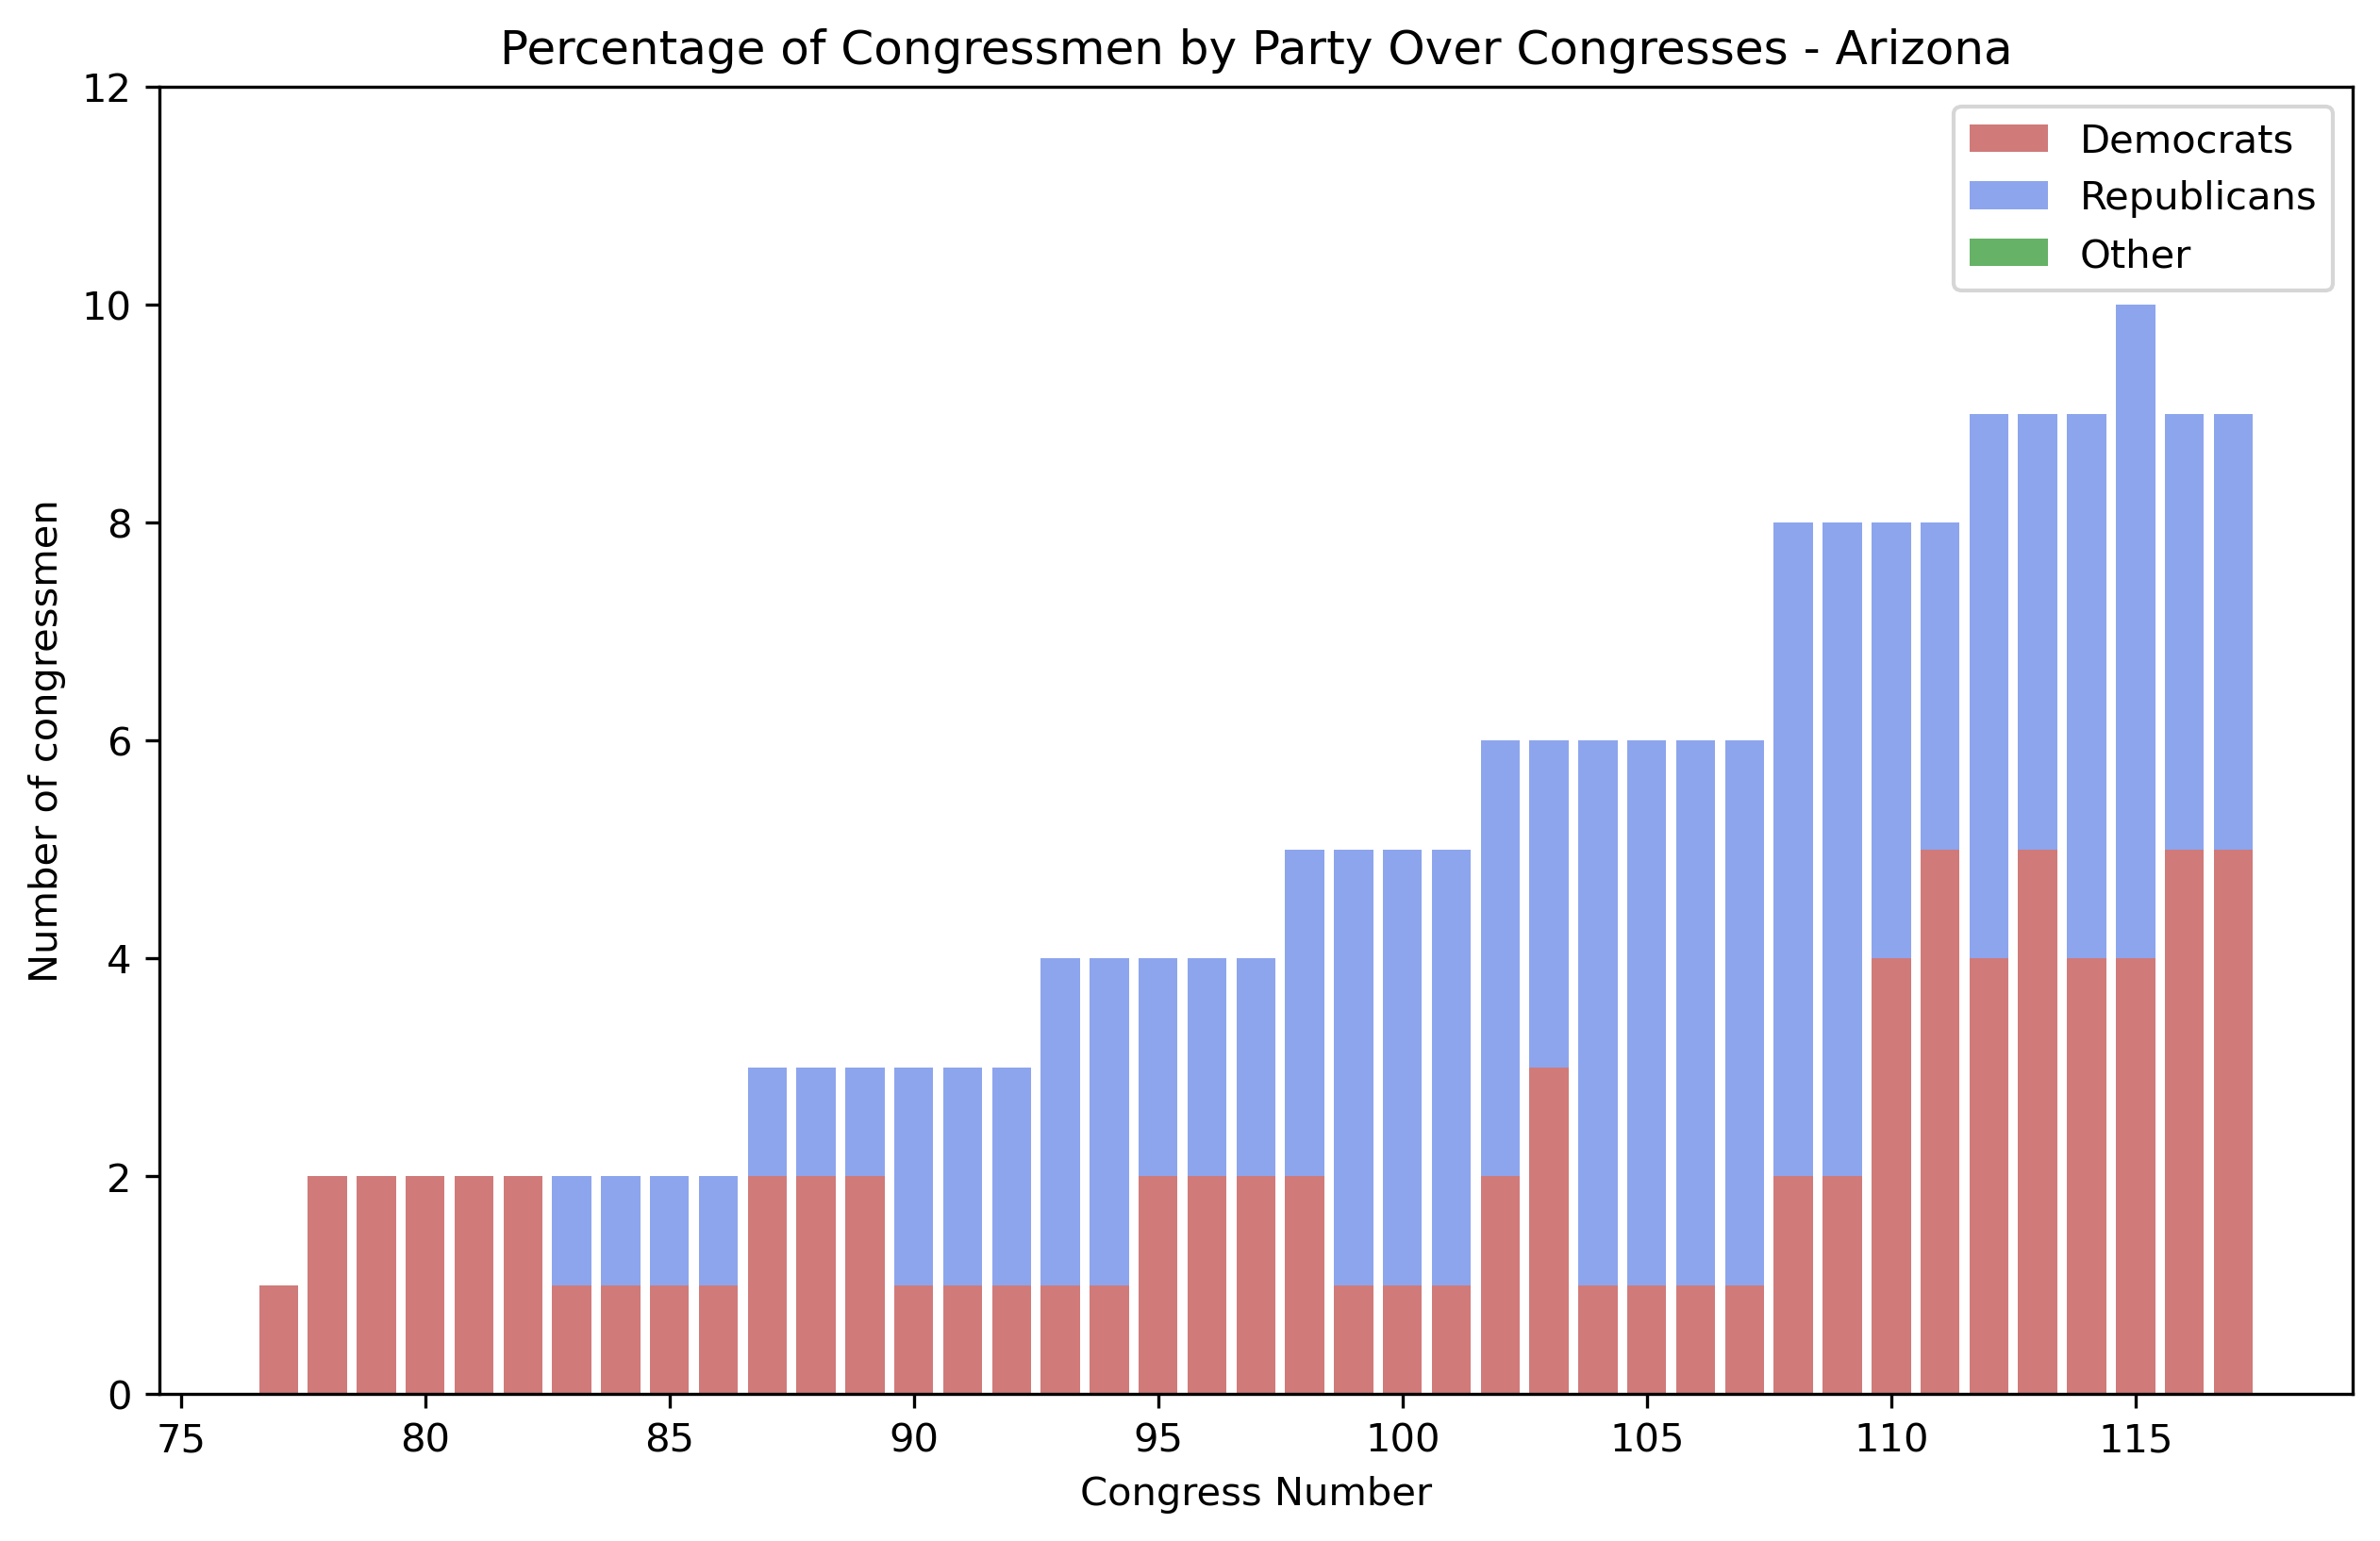 Percentage of Congressmen by Party Over Congresses - Arizona
12
10
8
6
4
2
0
Number of congressmen
Democrats
Republicans
Other
75 80 85 90 95 100 105 110 115
Congress Number